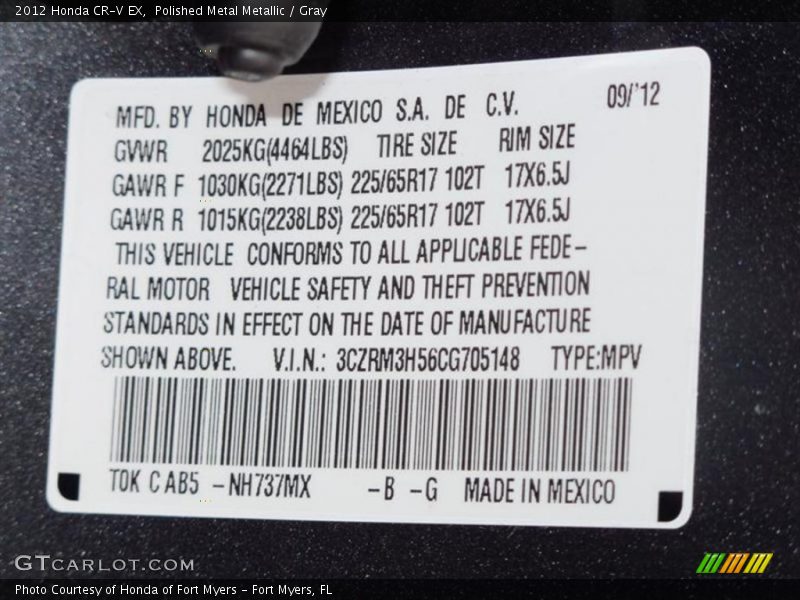 2012 Honda CR-V EX, Polished Metal Metallic / Gray
MFD. BY HONDA DE MEXICO S.A. DE C.V. 09/'12
GVWR 2025KG(4464LBS) TIRE SIZE RIM SIZE
GAWR F 1030KG(2271LBS) 225/65R17 102T 17X6.5J
GAWR R 1015KG(2238LBS) 225/65R17 102T 17X6.5J
THIS VEHICLE CONFORMS TO ALL APPLICABLE FEDE-
RAL MOTOR VEHICLE SAFETY AND THEFT PREVENTION
STANDARDS IN EFFECT ON THE DATE OF MANUFACTURE
SHOWN ABOVE. V.I.N.: 3CZRM3H56CG705148 TYPE:MPV
T0K C AB5 -NH737MX -B -G MADE IN MEXICO
GTCARLOT.COM
Photo Courtesy of Honda of Fort Myers - Fort Myers, FL